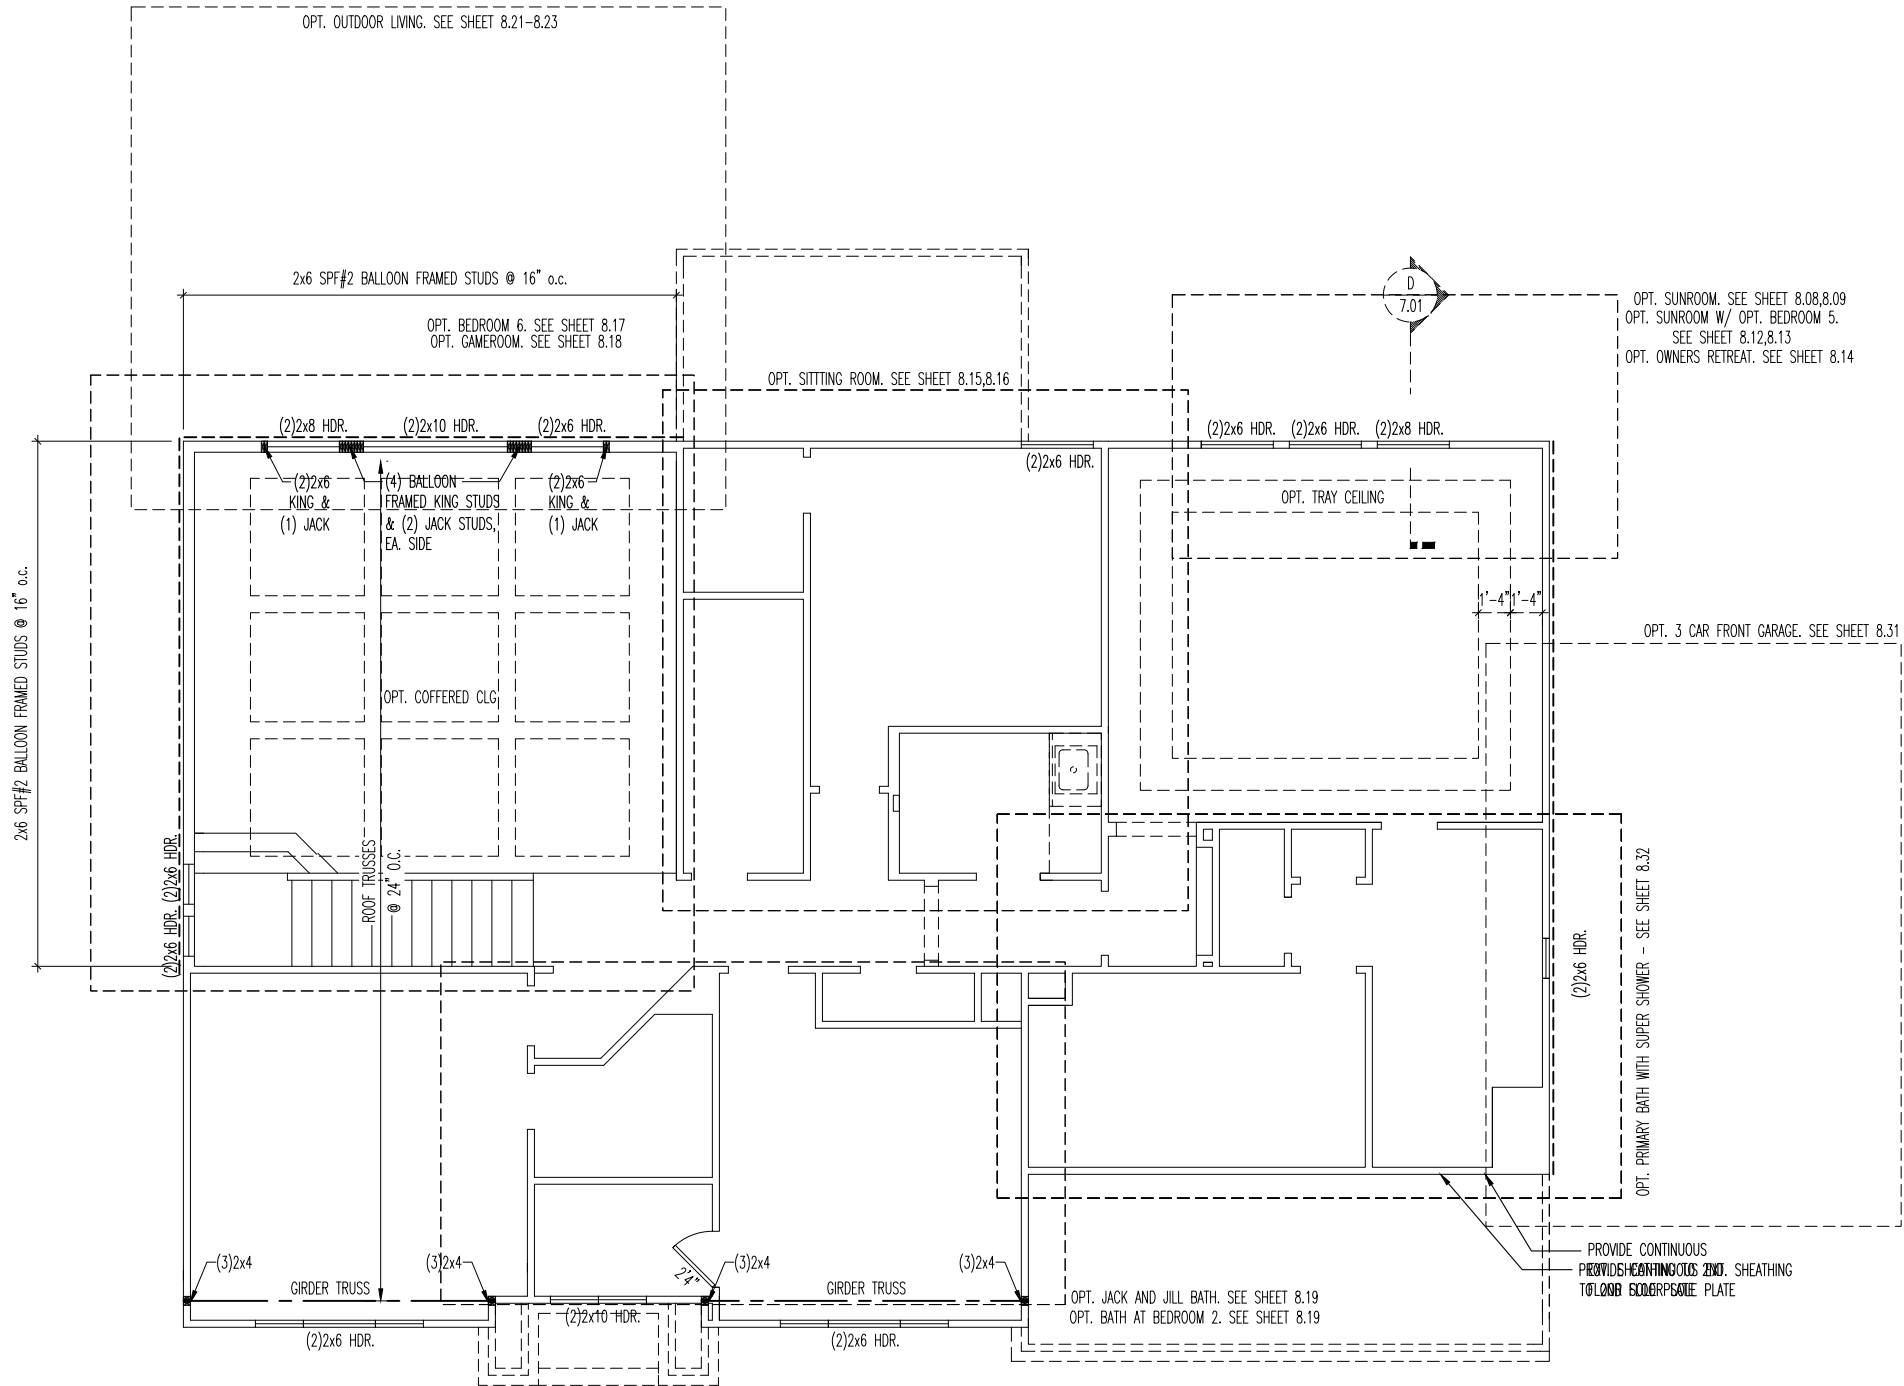 OPT. OUTDOOR LIVING. SEE SHEET 8.21-8.23
2x6 SPF#2 BALLOON FRAMED STUDS @ 16" o.c.
OPT. BEDROOM 6. SEE SHEET 8.17
OPT. GAMEROOM. SEE SHEET 8.18
D
7.01
OPT. SUNROOM. SEE SHEET 8.08,8.09
OPT. SUNROOM W/ OPT. BEDROOM 5.
SEE SHEET 8.12,8.13
OPT. OWNERS RETREAT. SEE SHEET 8.14
OPT. SITTTING ROOM. SEE SHEET 8.15,8.16
(2)2x8 HDR.
(2)2x10 HDR.
(2)2x6 HDR.
(2)2x6 HDR.
(2)2x6 HDR.
(2)2x6 HDR.
(2)2x8 HDR.
(2)2x6
KING &
(1) JACK
(4) BALLOON
FRAMED KING STUDS
& (2) JACK STUDS,
EA. SIDE
(2)2x6
KING &
(1) JACK
OPT. TRAY CEILING
1'-4"
1'-4"
2x6 SPF#2 BALLOON FRAMED STUDS @ 16" o.c.
OPT. 3 CAR FRONT GARAGE. SEE SHEET 8.31
OPT. COFFERED CLG
ROOF TRUSSES
@ 24" O.C.
(2)2x6 HDR.
(2)2x6 HDR.
(2)2x6 HDR.
OPT. PRIMARY BATH WITH SUPER SHOWER - SEE SHEET 8.32
(3)2x4
(3)2x4
(3)2x4
(3)2x4
GIRDER TRUSS
GIRDER TRUSS
2'4"
(2)2x6 HDR.
(2)2x10 HDR.
(2)2x6 HDR.
OPT. JACK AND JILL BATH. SEE SHEET 8.19
OPT. BATH AT BEDROOM 2. SEE SHEET 8.19
PROVIDE CONTINUOUS
SHEATHING
PLATE